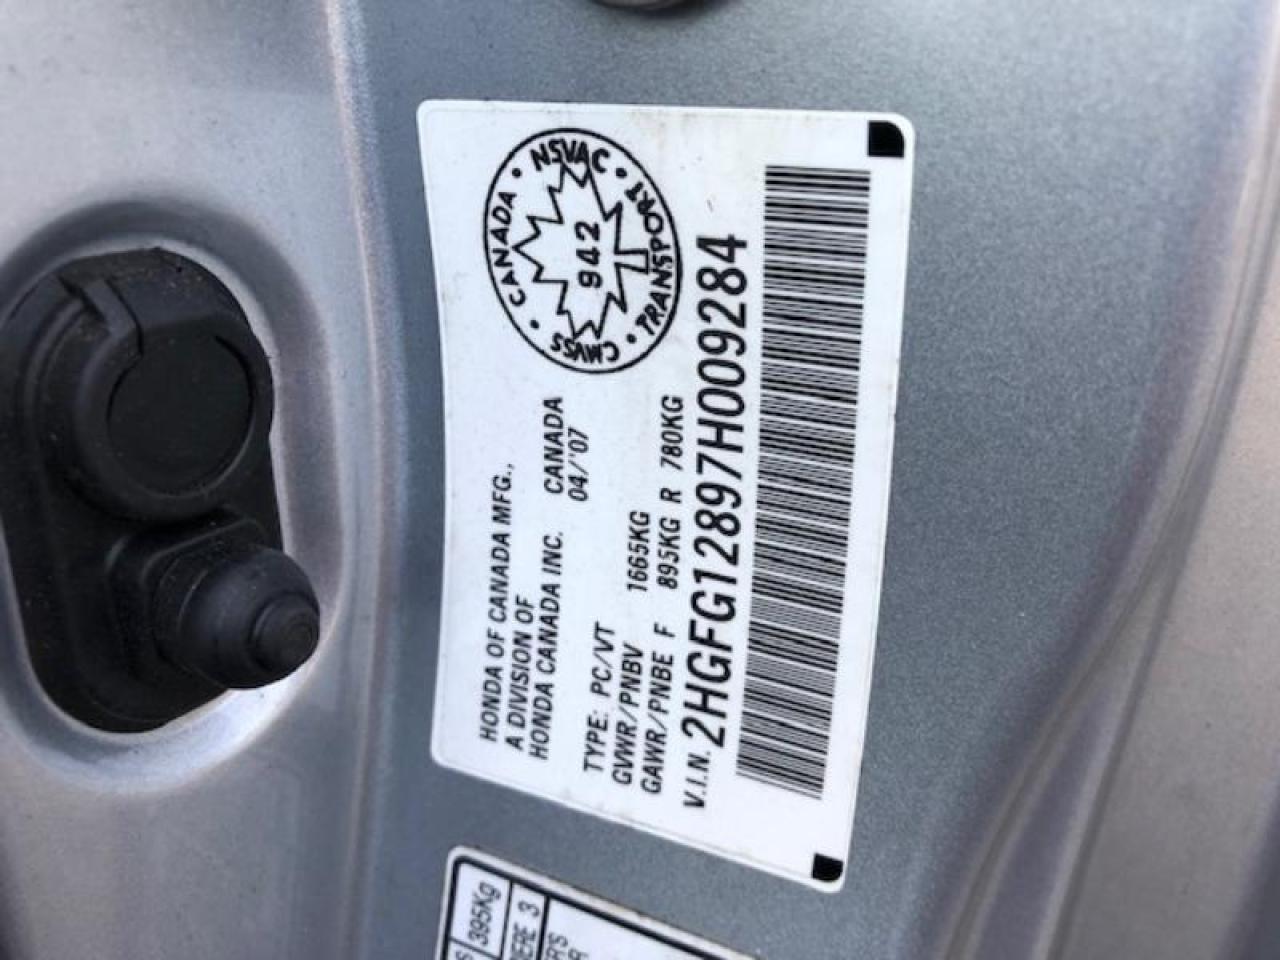 HONDA OF CANADA MFG.,
A DIVISION OF
HONDA CANADA INC.
CANADA
04/'07
CANADA • NSVAC • TRANSPORT • CMVSS •
942
TYPE: PC/VT
GVWR/PNBV 1665KG
GAWR/PNBE F 895KG R 780KG
V.I.N. 2HGFG12897H009284
395Kg
3